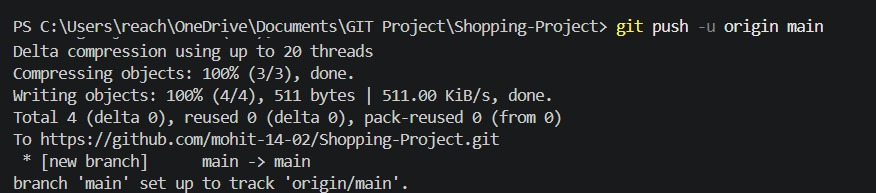 PS C:\Users\reach\OneDrive\Documents\GIT Project\Shopping-Project> git push -u origin main
Delta compression using up to 20 threads
Compressing objects: 100% (3/3), done.
Writing objects: 100% (4/4), 511 bytes | 511.00 KiB/s, done.
Total 4 (delta 0), reused 0 (delta 0), pack-reused 0 (from 0)
To https://github.com/mohit-14-02/Shopping-Project.git
 * [new branch]      main -> main
branch 'main' set up to track 'origin/main'.